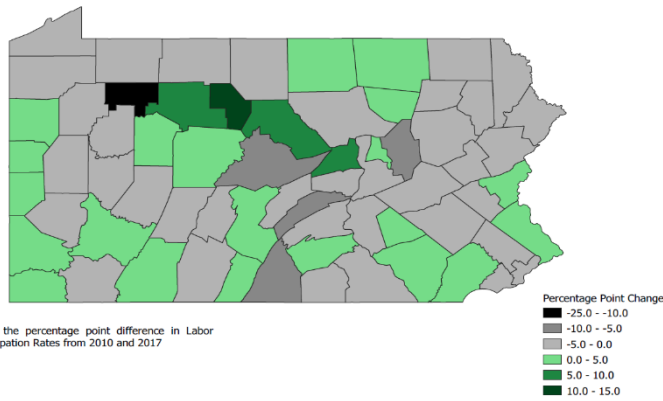 the percentage point difference in Labor
pation Rates from 2010 and 2017
Percentage Point Change
-25.0 - -10.0
-10.0 - -5.0
-5.0 - 0.0
0.0 - 5.0
5.0 - 10.0
10.0 - 15.0